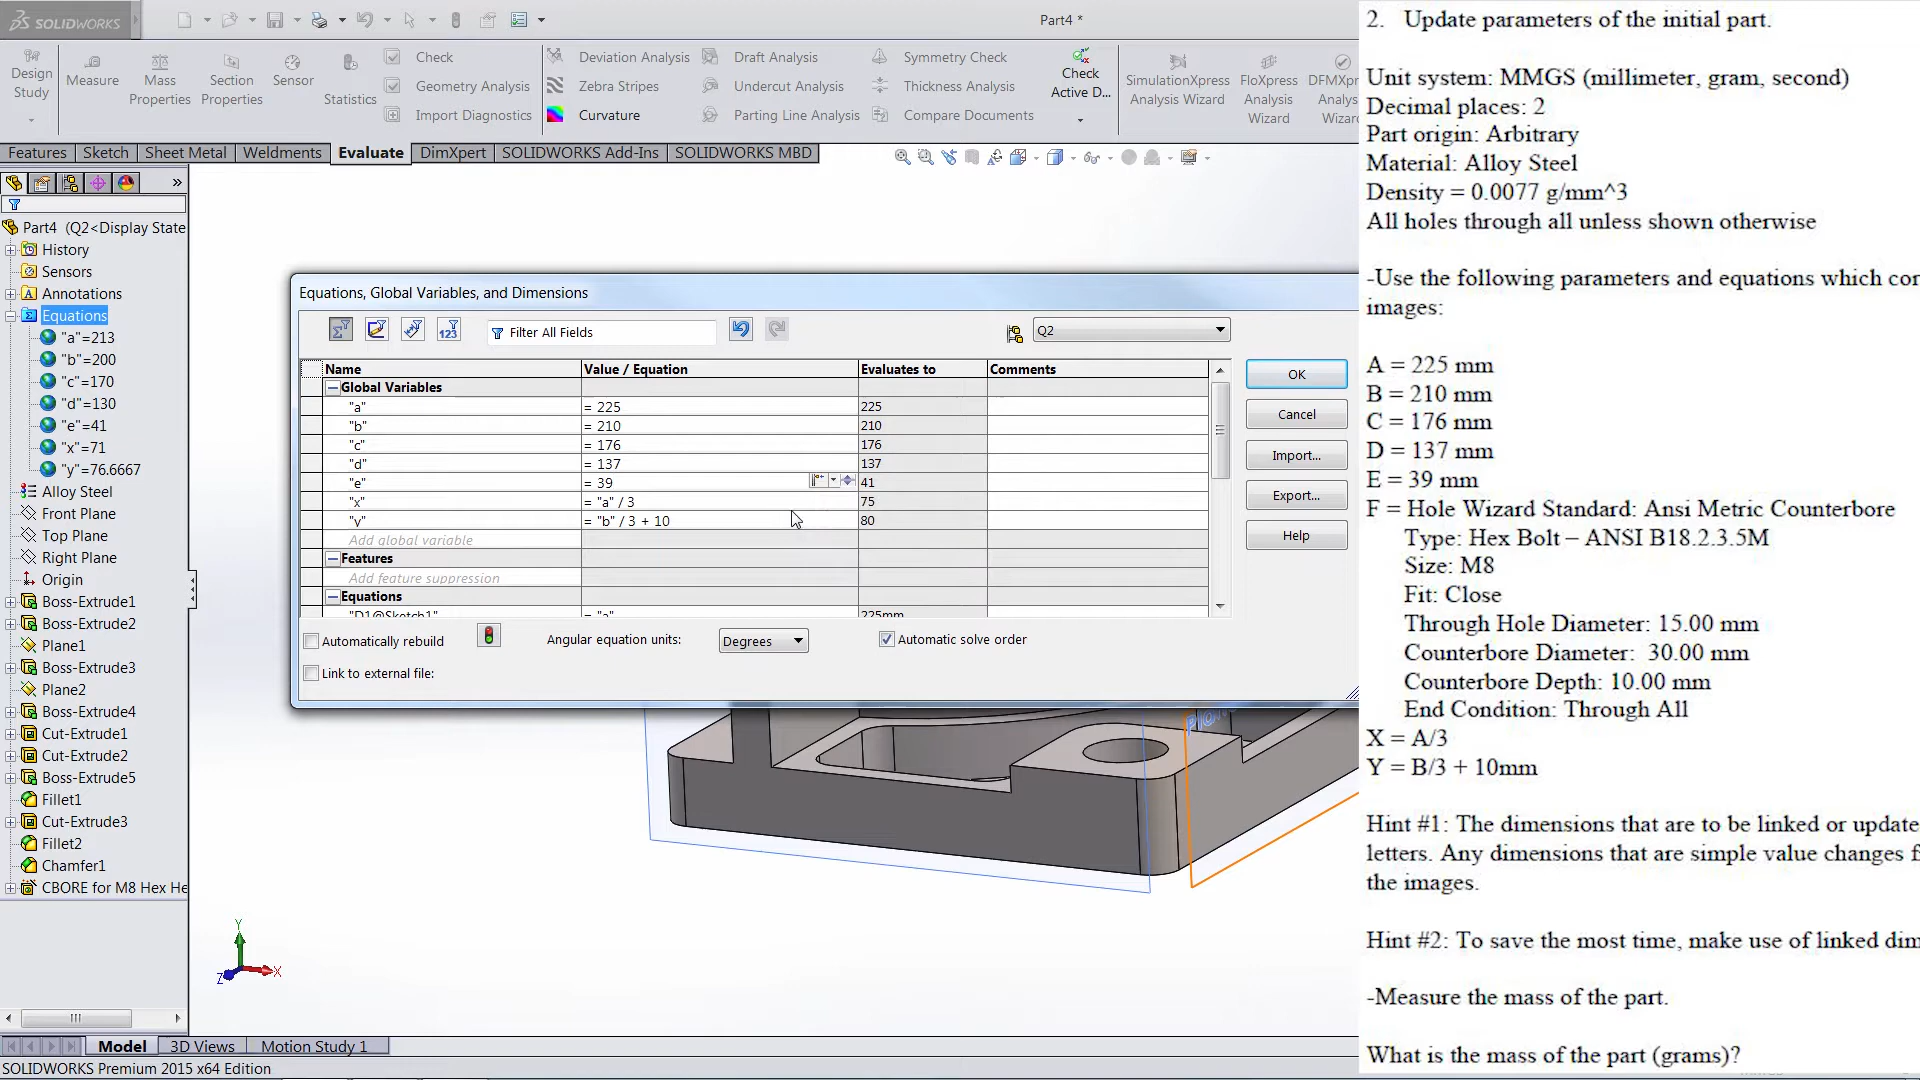 SOLIDWORKS
Part4 *
Design Study
Measure
Mass Properties
Section Properties
Sensor
Statistics
Check
Geometry Analysis
Import Diagnostics
Deviation Analysis
Zebra Stripes
Curvature
Draft Analysis
Undercut Analysis
Parting Line Analysis
Symmetry Check
Thickness Analysis
Compare Documents
Check Active D...
SimulationXpress Analysis Wizard
FloXpress Analysis Wizard
DFMXpr Analys Wizar
Features Sketch Sheet Metal Weldments Evaluate DimXpert SOLIDWORKS Add-Ins SOLIDWORKS MBD
Part4 (Q2<Display State
History
Sensors
Annotations
Equations
"a"=213
"b"=200
"c"=170
"d"=130
"e"=41
"x"=71
"y"=76.6667
Alloy Steel
Front Plane
Top Plane
Right Plane
Origin
Boss-Extrude1
Boss-Extrude2
Plane1
Boss-Extrude3
Plane2
Boss-Extrude4
Cut-Extrude1
Cut-Extrude2
Boss-Extrude5
Fillet1
Cut-Extrude3
Fillet2
Chamfer1
CBORE for M8 Hex He
Equations, Global Variables, and Dimensions
Filter All Fields
Q2
Name Value / Equation Evaluates to Comments
Global Variables
"a" = 225 225
"b" = 210 210
"c" = 176 176
"d" = 137 137
"e" = 39 41
"x" = "a" / 3 75
"y" = "b" / 3 + 10 80
Add global variable
Features
Add feature suppression
Equations
"D1@Sketch1" = "a" 225mm
OK
Cancel
Import...
Export...
Help
Automatically rebuild
Angular equation units: Degrees
Automatic solve order
Link to external file:
Y
X
Z
Model 3D Views Motion Study 1
SOLIDWORKS Premium 2015 x64 Edition
2. Update parameters of the initial part.
Unit system: MMGS (millimeter, gram, second)
Decimal places: 2
Part origin: Arbitrary
Material: Alloy Steel
Density = 0.0077 g/mm^3
All holes through all unless shown otherwise
-Use the following parameters and equations which cor
images:
A = 225 mm
B = 210 mm
C = 176 mm
D = 137 mm
E = 39 mm
F = Hole Wizard Standard: Ansi Metric Counterbore
Type: Hex Bolt – ANSI B18.2.3.5M
Size: M8
Fit: Close
Through Hole Diameter: 15.00 mm
Counterbore Diameter: 30.00 mm
Counterbore Depth: 10.00 mm
End Condition: Through All
X = A/3
Y = B/3 + 10mm
Hint #1: The dimensions that are to be linked or update
letters. Any dimensions that are simple value changes f
the images.
Hint #2: To save the most time, make use of linked dim
-Measure the mass of the part.
What is the mass of the part (grams)?